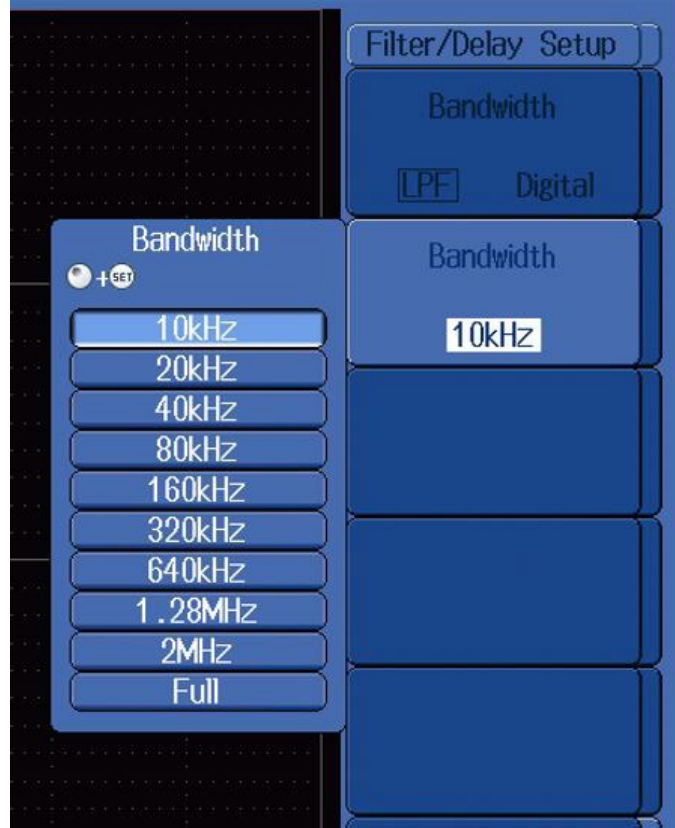 Filter/Delay Setup
Bandwidth
LPF Digital
Bandwidth
10kHz
Bandwidth
+SET
10kHz
20kHz
40kHz
80kHz
160kHz
320kHz
640kHz
1.28MHz
2MHz
Full